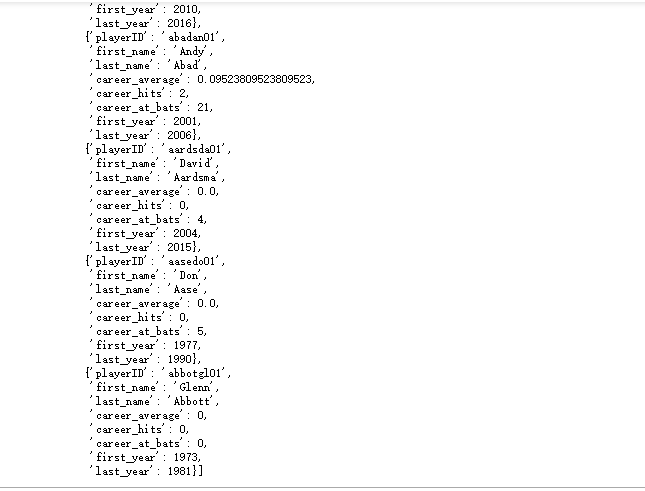 'first_year': 2010,
'last_year': 2016},
{'playerID': 'abadan01',
'first_name': 'Andy',
'last_name': 'Abad',
'career_average': 0.09523809523809523,
'career_hits': 2,
'career_at_bats': 21,
'first_year': 2001,
'last_year': 2006},
{'playerID': 'aardsda01',
'first_name': 'David',
'last_name': 'Aardsma',
'career_average': 0.0,
'career_hits': 0,
'career_at_bats': 4,
'first_year': 2004,
'last_year': 2015},
{'playerID': 'aasedo01',
'first_name': 'Don',
'last_name': 'Aase',
'career_average': 0.0,
'career_hits': 0,
'career_at_bats': 5,
'first_year': 1977,
'last_year': 1990},
{'playerID': 'abbotgl01',
'first_name': 'Glenn',
'last_name': 'Abbott',
'career_average': 0,
'career_hits': 0,
'career_at_bats': 0,
'first_year': 1973,
'last_year': 1981}]